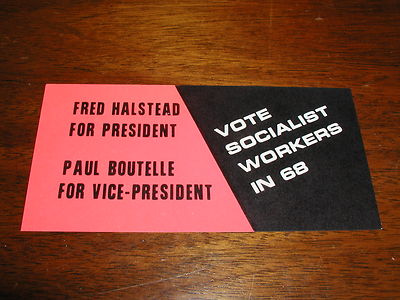 FRED HALSTEAD
FOR PRESIDENT
PAUL BOUTELLE
FOR VICE-PRESIDENT
VOTE
SOCIALIST
WORKERS
IN 68